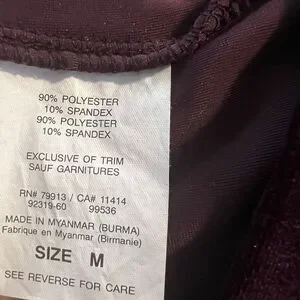 90% POLYESTER
10% SPANDEX
90% POLYESTER
10% SPANDEX
EXCLUSIVE OF TRIM
SAUF GARNITURES
RN# 79913 / CA# 11414
92319-60 99536
MADE IN MYANMAR (BURMA)
Fabrique en Myanmar (Birmanie)
SIZE M
SEE REVERSE FOR CARE